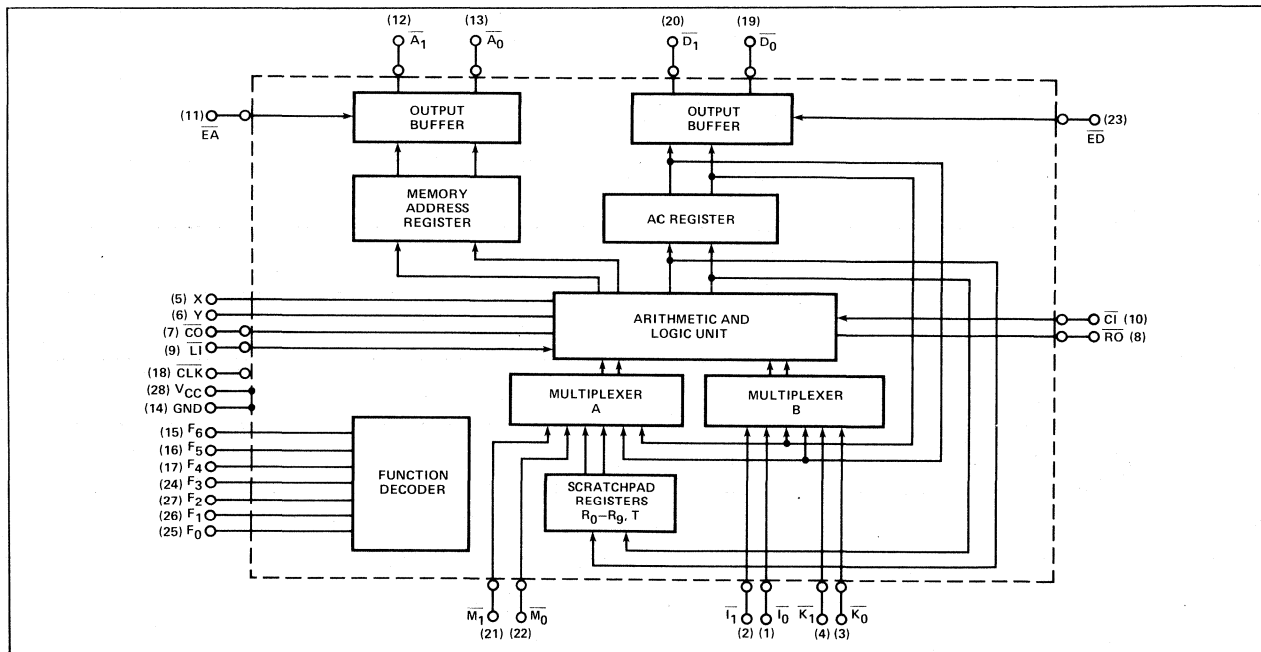 (12) (13) (20) (19)
A̅₁ A̅₀ D̅₁ D̅₀
OUTPUT
BUFFER
OUTPUT
BUFFER
(11)
E̅A̅
(23)
E̅D̅
MEMORY
ADDRESS
REGISTER
AC REGISTER
(5) X
(6) Y
(7) C̅O̅
(9) L̅I̅
ARITHMETIC AND
LOGIC UNIT
C̅I̅ (10)
R̅O̅ (8)
(18) C̅L̅K̅
(28) V_CC
(14) GND
MULTIPLEXER
A
MULTIPLEXER
B
(15) F₆
(16) F₅
(17) F₄
(24) F₃
(27) F₂
(26) F₁
(25) F₀
FUNCTION
DECODER
SCRATCHPAD
REGISTERS
R₀–R₉, T
M̅₁ M̅₀ I̅₁ I̅₀ K̅₁ K̅₀
(21) (22) (2) (1) (4) (3)